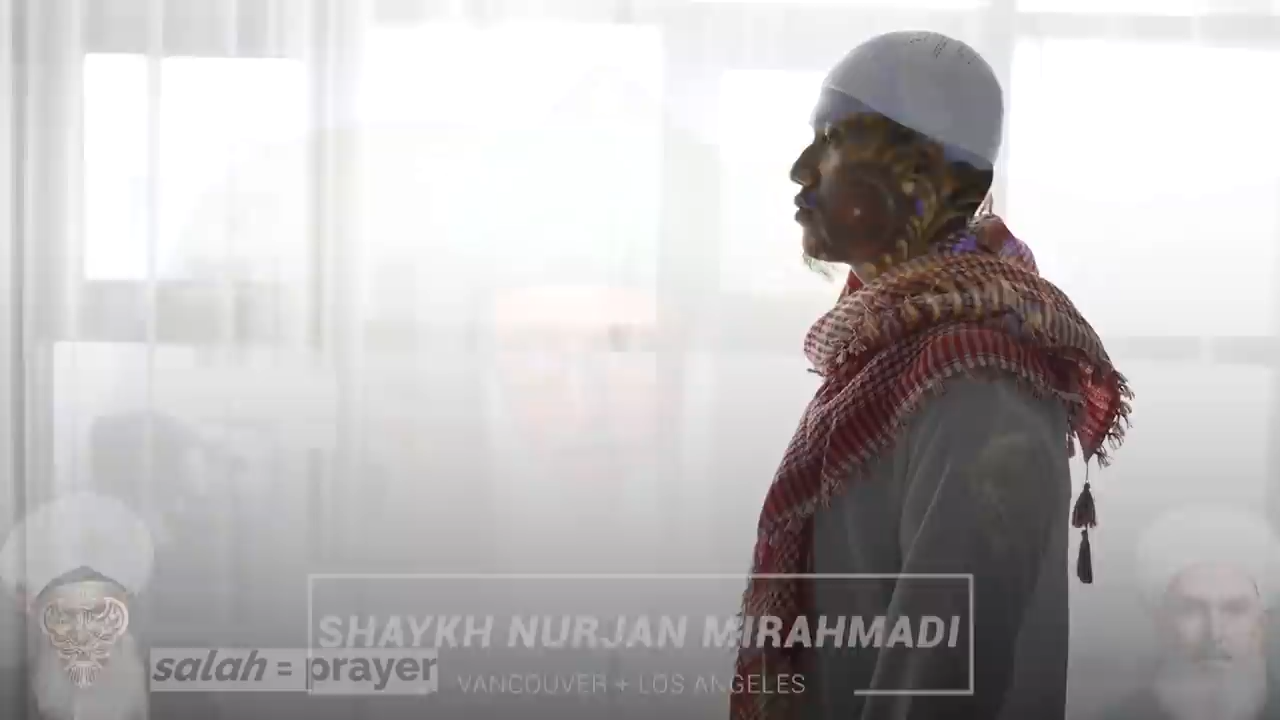 SHAYKH NURJAN MIRAHMADI
salah = prayer
VANCOUVER + LOS ANGELES